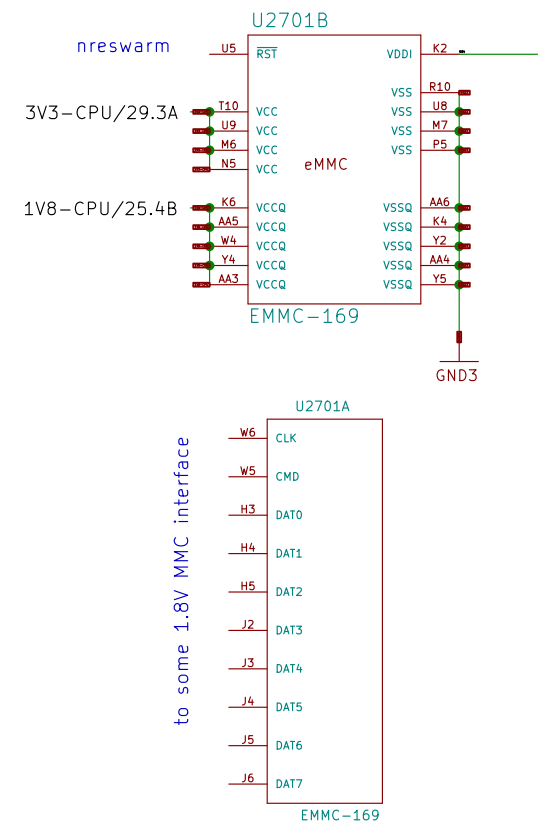 U2701B
nreswarm
U5 RST VDDI K2
VSS R10
3V3-CPU/29.3A T10 VCC VSS U8
U9 VCC VSS M7
M6 VCC VSS P5
N5 VCC
eMMC
1V8-CPU/25.4B K6 VCCQ VSSQ AA6
AA5 VCCQ VSSQ K4
W4 VCCQ VSSQ Y2
Y4 VCCQ VSSQ AA4
AA3 VCCQ VSSQ Y5
EMMC-169
GND3
U2701A
to some 1.8V MMC interface
W6 CLK
W5 CMD
H3 DAT0
H4 DAT1
H5 DAT2
J2 DAT3
J3 DAT4
J4 DAT5
J5 DAT6
J6 DAT7
EMMC-169